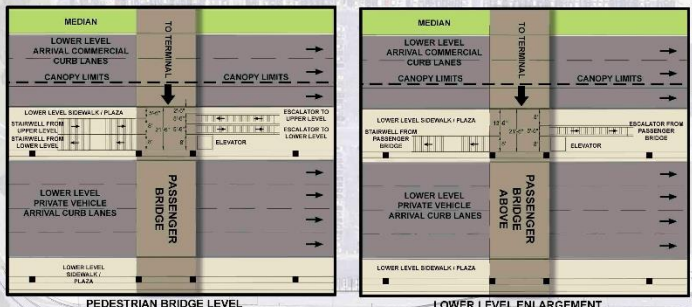 MEDIAN
LOWER LEVEL
ARRIVAL COMMERCIAL
CURB LANES
TO TERMINAL
CANOPY LIMITS
CANOPY LIMITS
LOWER LEVEL SIDEWALK / PLAZA
STAIRWELL FROM
UPPER LEVEL
STAIRWELL FROM
LOWER LEVEL
ESCALATOR TO
UPPER LEVEL
ESCALATOR TO
LOWER LEVEL
ELEVATOR
LOWER LEVEL
PRIVATE VEHICLE
ARRIVAL CURB LANES
PASSENGER
BRIDGE
LOWER LEVEL
SIDEWALK /
PLAZA
PEDESTRIAN BRIDGE LEVEL
MEDIAN
LOWER LEVEL
ARRIVAL COMMERCIAL
CURB LANES
TO TERMINAL
CANOPY LIMITS
CANOPY LIMITS
LOWER LEVEL SIDEWALK / PLAZA
STAIRWELL FROM
PASSENGER
BRIDGE
ESCALATOR FROM
PASSENGER
BRIDGE
ELEVATOR
LOWER LEVEL
PRIVATE VEHICLE
ARRIVAL CURB LANES
PASSENGER
BRIDGE
ABOVE
LOWER LEVEL SIDEWALK / PLAZA
LOWER LEVEL ENLARGEMENT